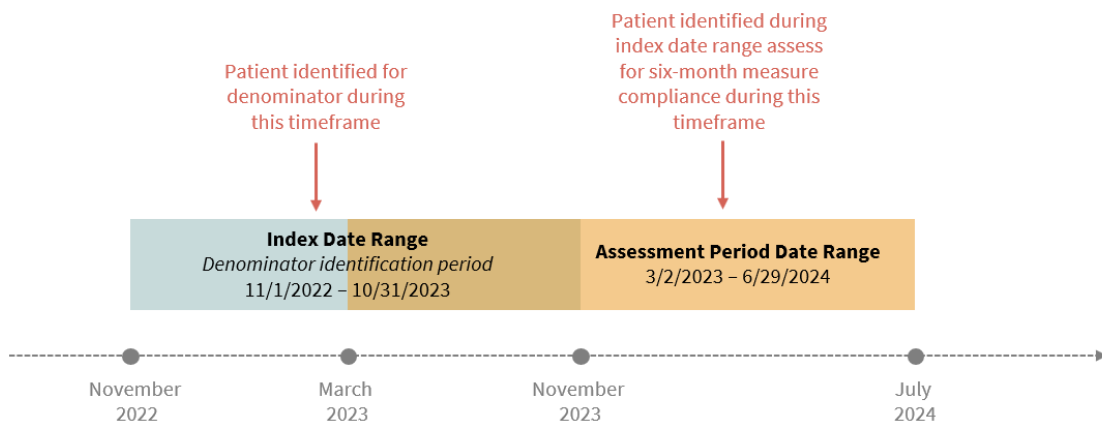 Patient identified for
denominator during
this timeframe
Patient identified during
index date range assess
for six-month measure
compliance during this
timeframe
Index Date Range
Denominator identification period
11/1/2022 – 10/31/2023
Assessment Period Date Range
3/2/2023 – 6/29/2024
November
2022
March
2023
November
2023
July
2024